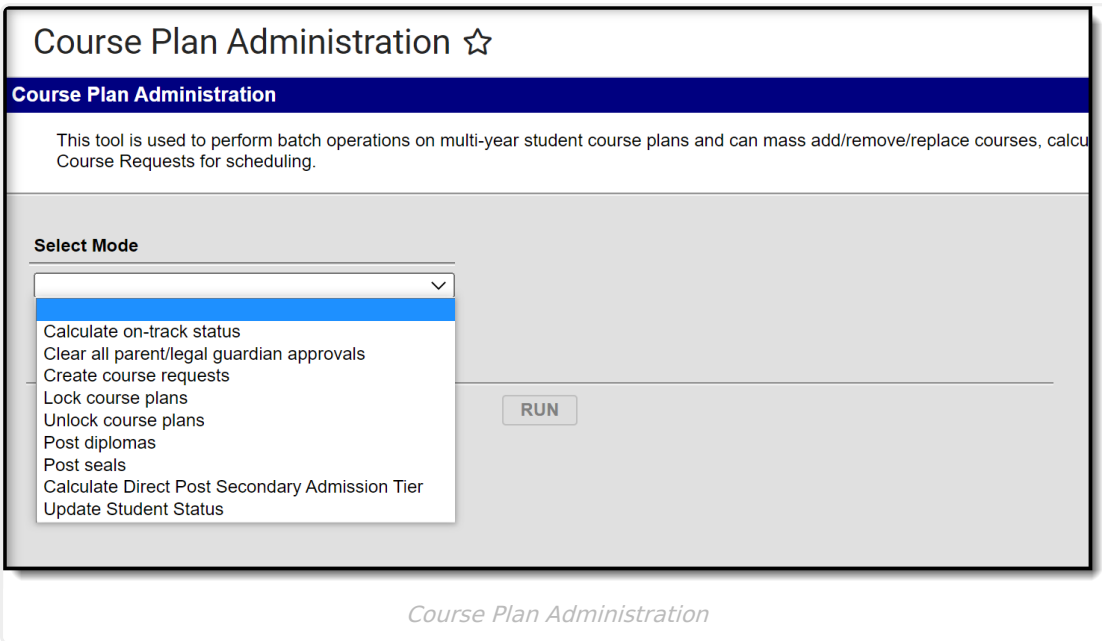 Course Plan Administration
Course Plan Administration
This tool is used to perform batch operations on multi-year student course plans and can mass add/remove/replace courses, calcu
Course Requests for scheduling.
Select Mode
Calculate on-track status
Clear all parent/legal guardian approvals
Create course requests
Lock course plans
Unlock course plans
Post diplomas
Post seals
Calculate Direct Post Secondary Admission Tier
Update Student Status
RUN
Course Plan Administration